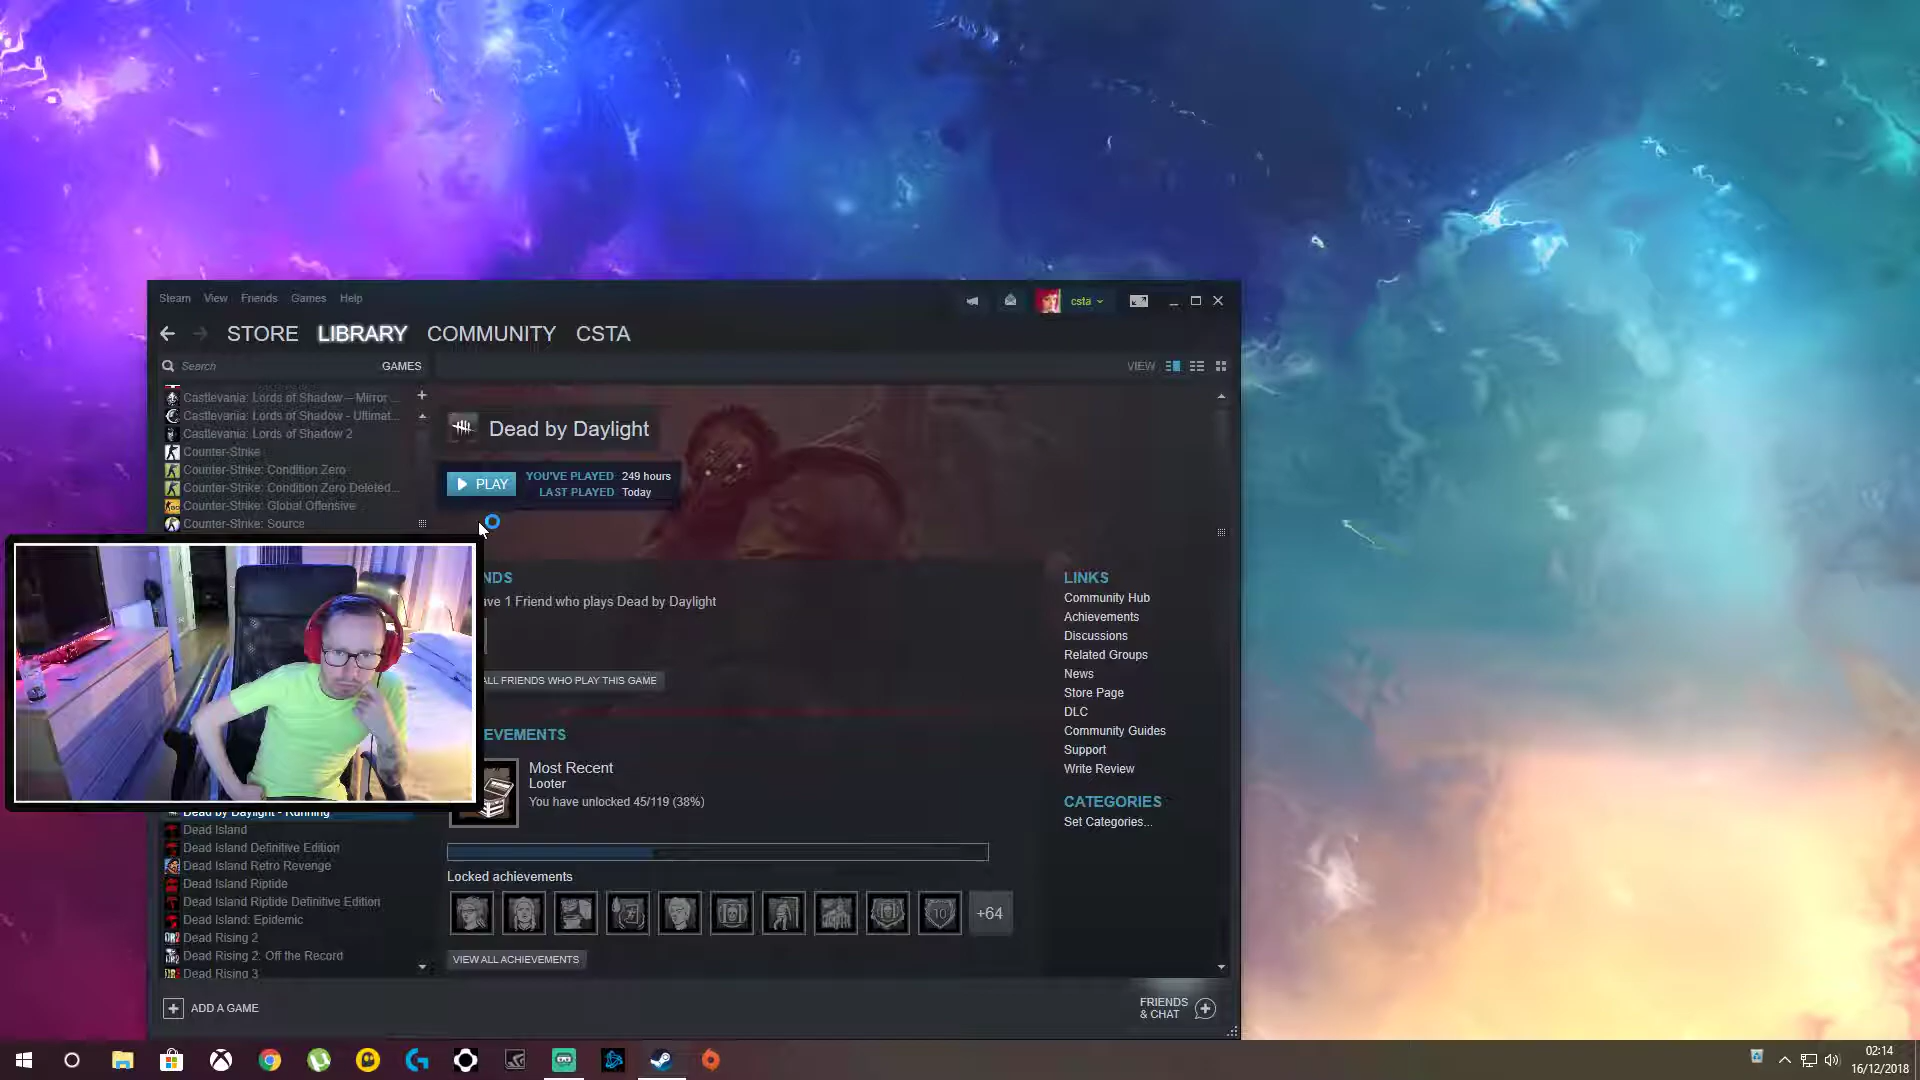 Steam View Friends Games Help
csta
STORE LIBRARY COMMUNITY CSTA
Search GAMES
VIEW
Castlevania: Lords of Shadow – Mirror ...
Castlevania: Lords of Shadow - Ultimat...
Castlevania: Lords of Shadow 2
Counter-Strike
Counter-Strike: Condition Zero
Counter-Strike: Condition Zero Deleted...
Counter-Strike: Global Offensive
Counter-Strike: Source
Dead by Daylight - Running
Dead Island
Dead Island Definitive Edition
Dead Island Retro Revenge
Dead Island Riptide
Dead Island Riptide Definitive Edition
Dead Island: Epidemic
Dead Rising 2
Dead Rising 2: Off the Record
Dead Rising 3
Dead by Daylight
PLAY
YOU'VE PLAYED 249 hours
LAST PLAYED Today
NDS
ve 1 Friend who plays Dead by Daylight
ALL FRIENDS WHO PLAY THIS GAME
EVEMENTS
Most Recent
Looter
You have unlocked 45/119 (38%)
Locked achievements
10
+64
VIEW ALL ACHIEVEMENTS
LINKS
Community Hub
Achievements
Discussions
Related Groups
News
Store Page
DLC
Community Guides
Support
Write Review
CATEGORIES
Set Categories...
ADD A GAME
FRIENDS
& CHAT
02:14
16/12/2018